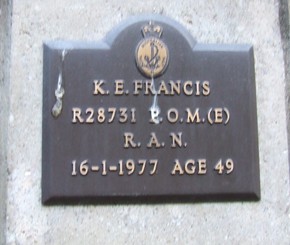 K. E. FRANCIS
R28731 P.O.M.(E)
R. A. N.
16-1-1977 AGE 49